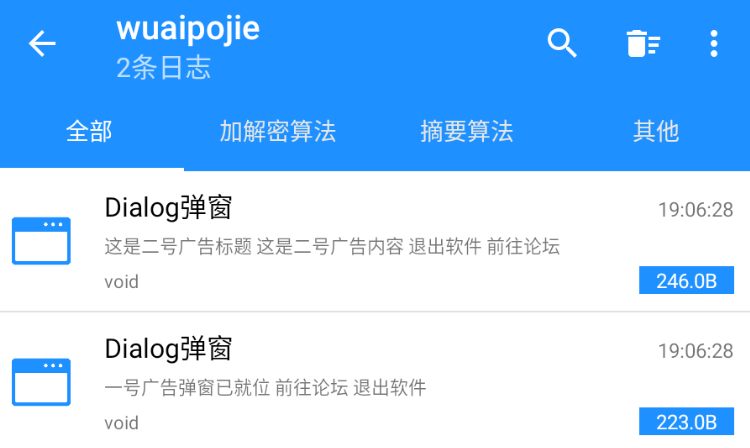 wuaipojie
2条日志
全部 加解密算法 摘要算法 其他
Dialog弹窗 19:06:28
这是二号广告标题 这是二号广告内容 退出软件 前往论坛
void 246.0B
Dialog弹窗 19:06:28
一号广告弹窗已就位 前往论坛 退出软件
void 223.0B